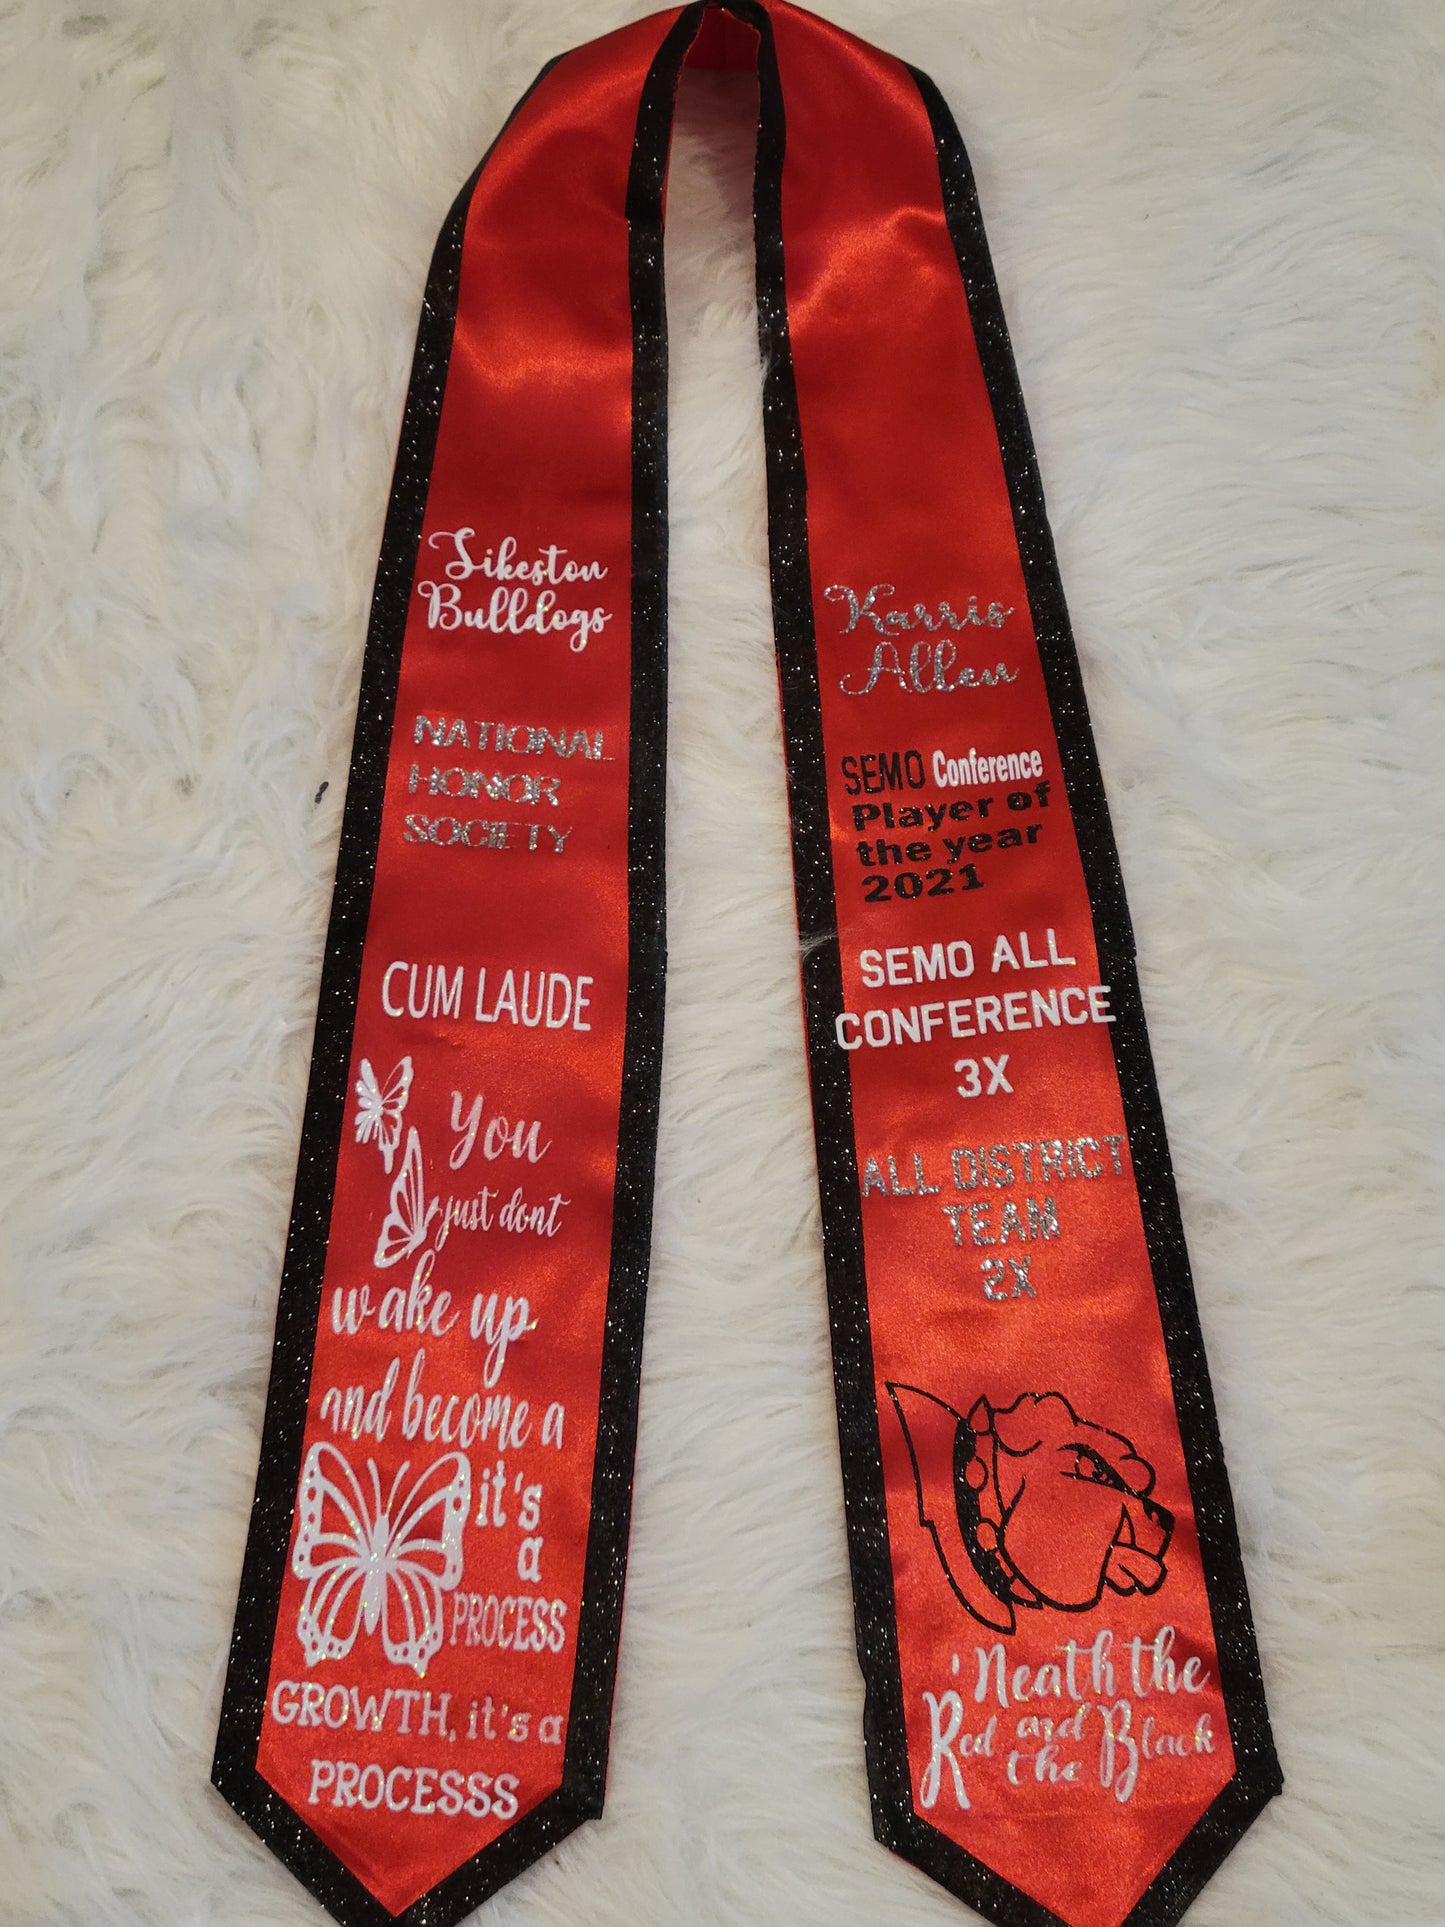 Sikeston
Bulldogs
NATIONAL
HONOR
SOCIETY
CUM LAUDE
You
just dont
wake up
and become a
it's
a
PROCESS
GROWTH, it's a
PROCESSS
Karris
Allen
SEMO Conference
Player of
the year
2021
SEMO ALL
CONFERENCE
3X
ALL DISTRICT
TEAM
2X
'Neath the
Red and Black
the